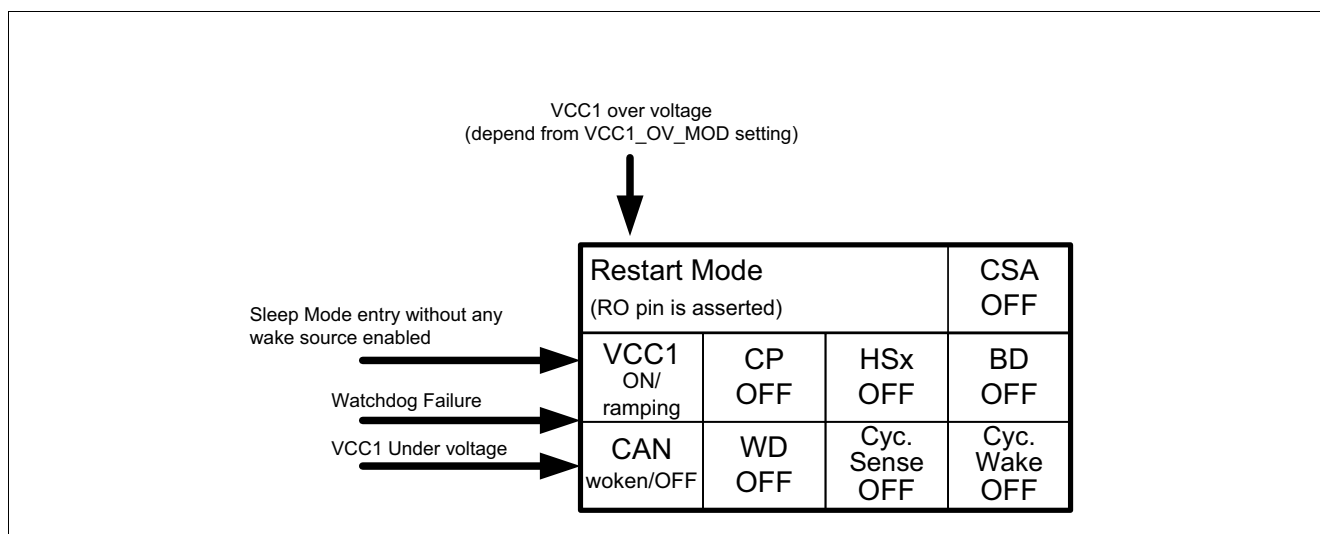 VCC1 over voltage
(depend from VCC1_OV_MOD setting)
Restart Mode
(RO pin is asserted)
CSA
OFF
Sleep Mode entry without any
wake source enabled
Watchdog Failure
VCC1 Under voltage
VCC1
ON/
ramping
CP
OFF
HSx
OFF
BD
OFF
CAN
woken/OFF
WD
OFF
Cyc.
Sense
OFF
Cyc.
Wake
OFF